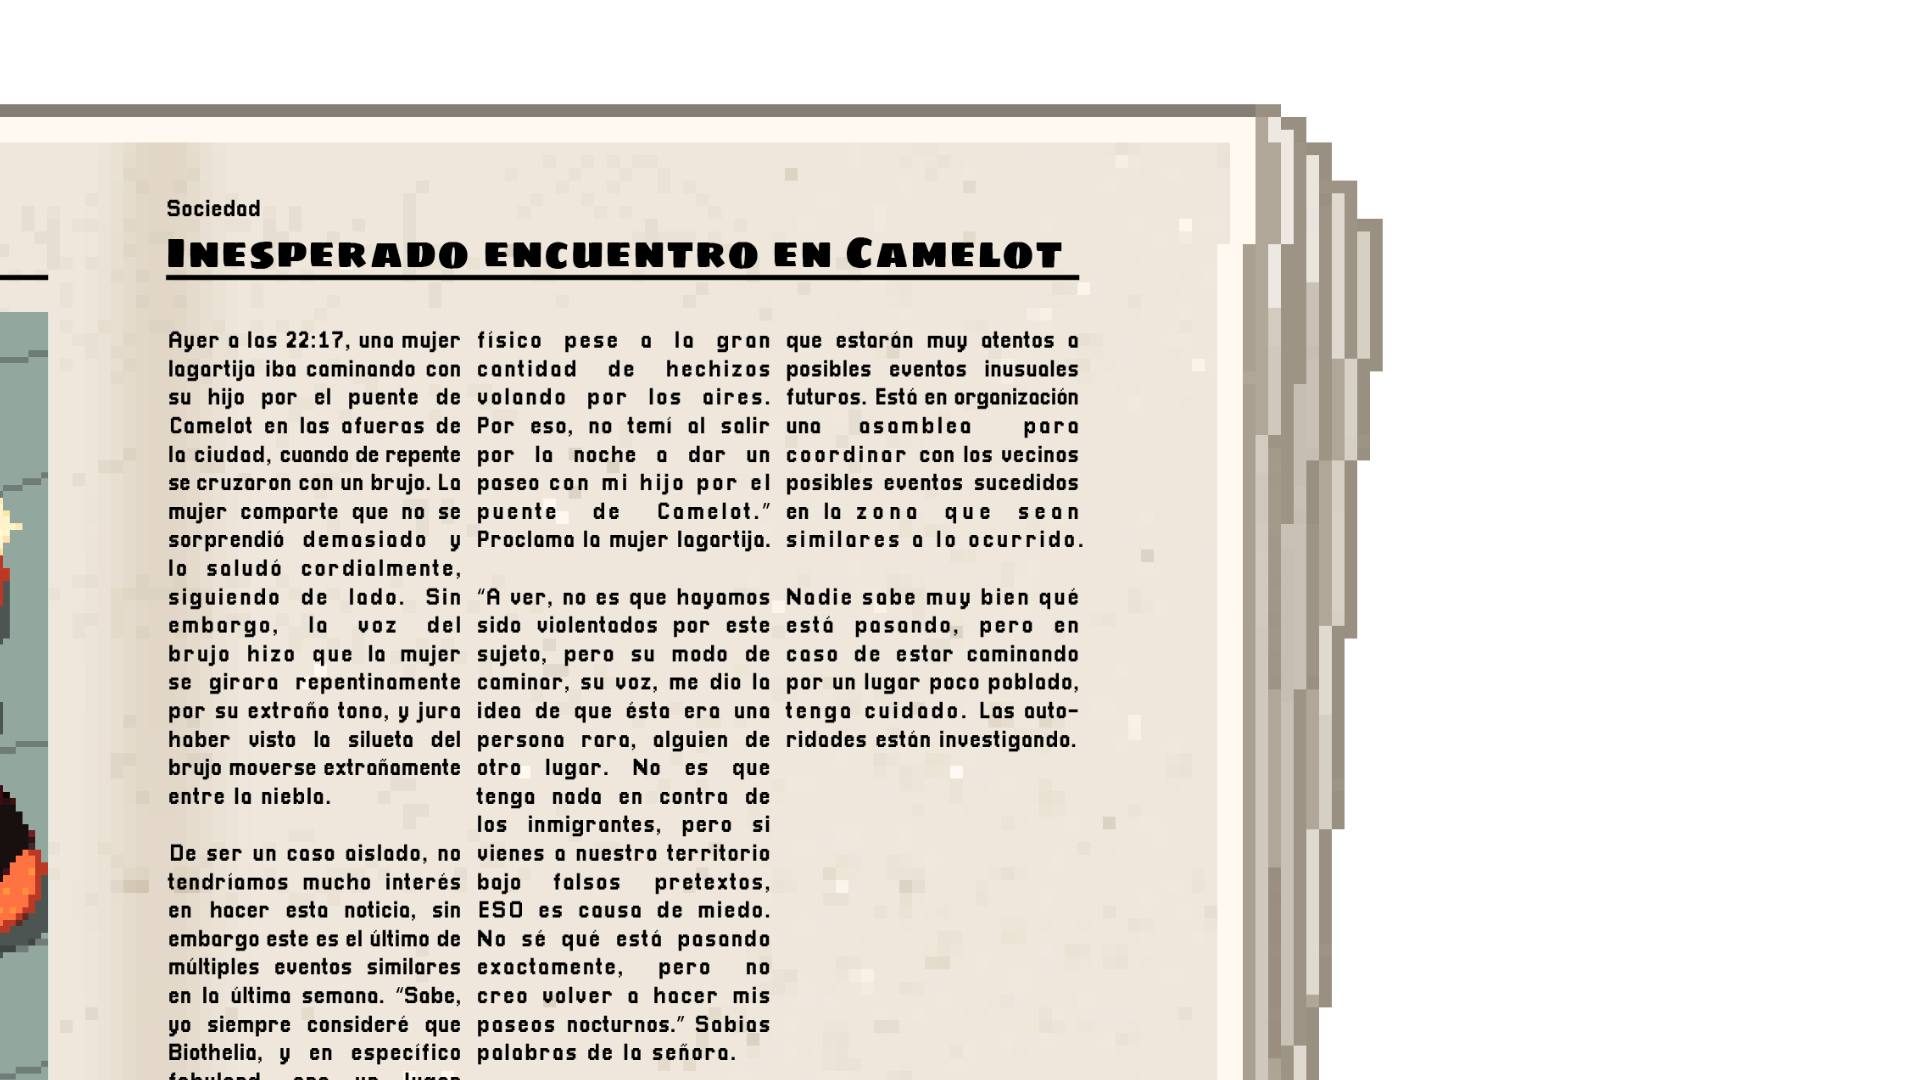 Sociedad
Inesperado encuentro en Camelot
Ayer a las 22:17, una mujer
lagartija iba caminando con
su hijo por el puente de
Camelot en las afueras de
la ciudad, cuando de repente
se cruzaron con un brujo. La
mujer comparte que no se
sorprendió demasiado y
lo saludó cordialmente,
siguiendo de lado. Sin
embargo, la voz del
brujo hizo que la mujer
se girara repentinamente
por su extraño tono, y jura
haber visto la silueta del
brujo moverse extrañamente
entre la niebla.
De ser un caso aislado, no
tendríamos mucho interés
en hacer esta noticia, sin
embargo este es el último de
múltiples eventos similares
en la última semana. "Sabe,
yo siempre consideré que
Biothelia, y en específico
físico pese a la gran
cantidad de hechizos
volando por los aires.
Por eso, no temí al salir
por la noche a dar un
paseo con mi hijo por el
puente de Camelot."
Proclama la mujer lagartija.
"A ver, no es que hayamos
sido violentados por este
sujeto, pero su modo de
caminar, su voz, me dio la
idea de que ésta era una
persona rara, alguien de
otro lugar. No es que
tenga nada en contra de
los inmigrantes, pero si
vienes a nuestro territorio
bajo falsos pretextos,
ESO es causa de miedo.
No sé qué está pasando
exactamente, pero no
creo volver a hacer mis
paseos nocturnos." Sabias
palabras de la señora.
que estarán muy atentos a
posibles eventos inusuales
futuros. Está en organización
una asamblea para
coordinar con los vecinos
posibles eventos sucedidos
en la zona que sean
similares a lo ocurrido.
Nadie sabe muy bien qué
está pasando, pero en
caso de estar caminando
por un lugar poco poblado,
tenga cuidado. Las auto-
ridades están investigando.